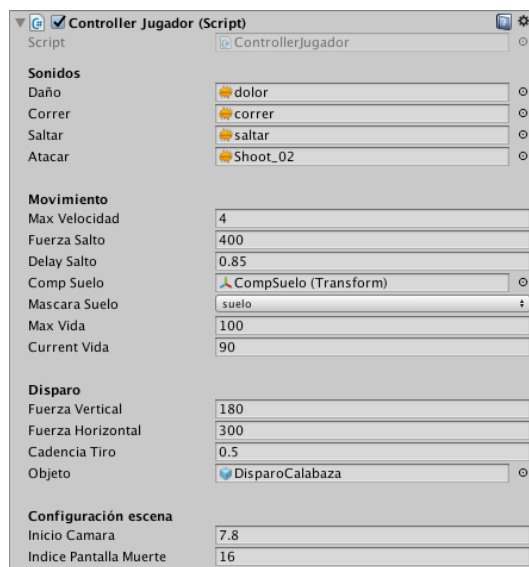 Controller Jugador (Script)
Script ControllerJugador
Sonidos
Daño dolor
Correr correr
Saltar saltar
Atacar Shoot_02
Movimiento
Max Velocidad 4
Fuerza Salto 400
Delay Salto 0.85
Comp Suelo CompSuelo (Transform)
Mascara Suelo suelo
Max Vida 100
Current Vida 90
Disparo
Fuerza Vertical 180
Fuerza Horizontal 300
Cadencia Tiro 0.5
Objeto DisparoCalabaza
Configuración escena
Inicio Camara 7.8
Indice Pantalla Muerte 16